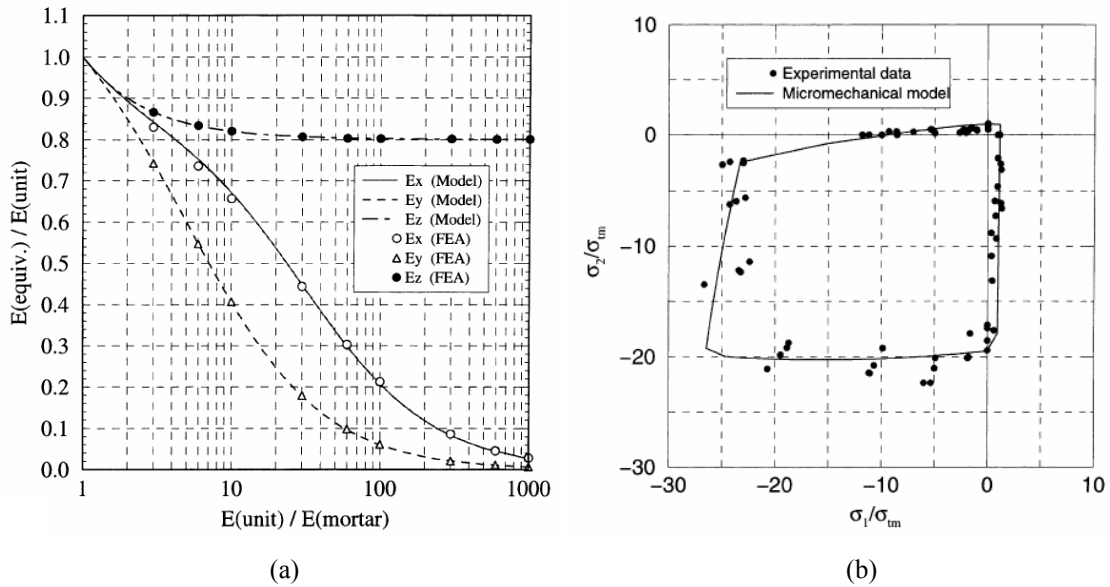 1.1
1.0
0.9
0.8
0.7
0.6
0.5
0.4
0.3
0.2
0.1
0.0
E(equiv.) / E(unit)
Ex (Model)
Ey (Model)
Ez (Model)
Ex (FEA)
Ey (FEA)
Ez (FEA)
1 10 100 1000
E(unit) / E(mortar)
(a)
10
0
−10
−20
−30
σ2/σtm
Experimental data
Micromechanical model
−30 −20 −10 0 10
σ1/σtm
(b)